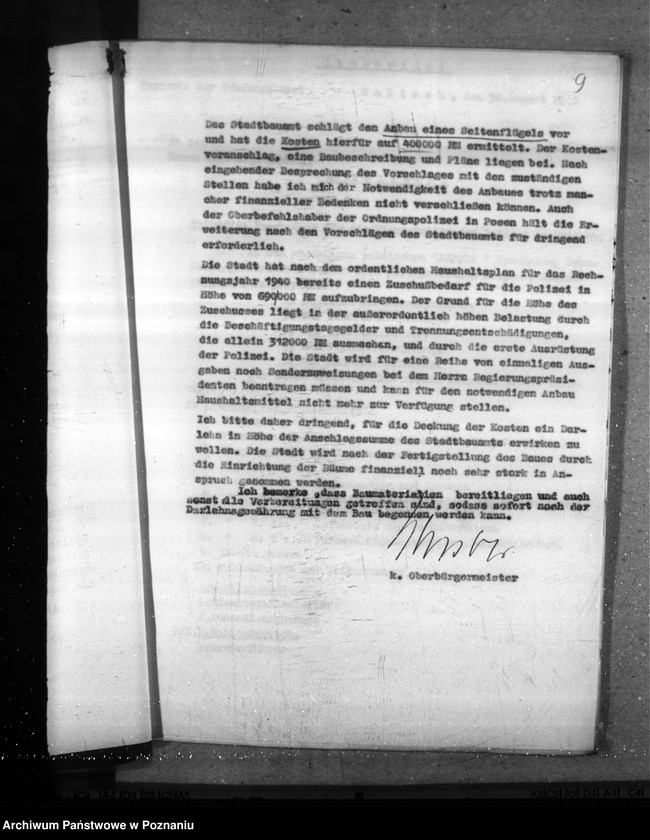 9
Das Stadtbauamt schlägt den Anbau eines Seitenflügels vor
und hat die Kosten hierfür auf 400000 RM ermittelt. Der Kosten-
voranschlag, eine Baubeschreibung und Pläne liegen bei. Nach
eingehender Besprechung des Vorschlages mit den zuständigen
Stellen habe ich mich der Notwendigkeit des Anbaues trotz man-
cher finanzieller Bedenken nicht verschließen können. Auch
der Oberbefehlshaber der Ordnungspolizei in Posen hält die Er-
weiterung nach den Vorschlägen des Stadtbauamts für dringend
erforderlich.
Die Stadt hat nach dem ordentlichen Haushaltsplan für das Rech-
nungsjahr 1940 bereits einen Zuschußbedarf für die Polizei in
Höhe von 690000 RM aufzubringen. Der Grund für die Höhe des
Zuschusses liegt in der außerordentlich hohen Belastung durch
die Beschäftigungstagegelder und Trennungsentschädigungen,
die allein 312000 RM ausmachen, und durch die erste Ausrüstung
der Polizei. Die Stadt wird für eine Reihe von einmaligen Aus-
gaben noch Sonderzuweisungen bei dem Herrn Regierungspräsi-
denten beantragen müssen und kann für den notwendigen Anbau
Haushaltsmittel nicht mehr zur Verfügung stellen.
Ich bitte daher dringend, für die Deckung der Kosten ein Dar-
lehn in Höhe der Anschlagssumme des Stadtbauamts erwirken zu
wollen. Die Stadt wird nach der Fertigstellung des Baues durch
die Einrichtung der Räume finanziell noch sehr stark in An-
spruch genommen werden.
Ich bemerke, dass Baumaterialien bereitliegen und auch
sonst alle Vorbereitungen getroffen sind, sodass sofort nach der
Darlehnsgewährung mit dem Bau begonnen werden kann.
k. Oberbürgermeister
Archiwum Państwowe w Poznaniu